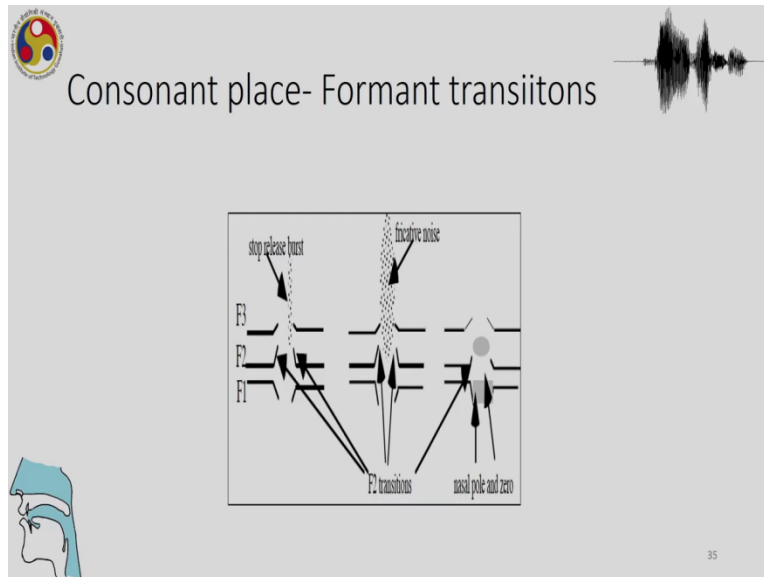 Consonant place- Formant transiitons
stop release burst
fricative noise
F3
F2
F1
F2 transitions
nasal pole and zero
35